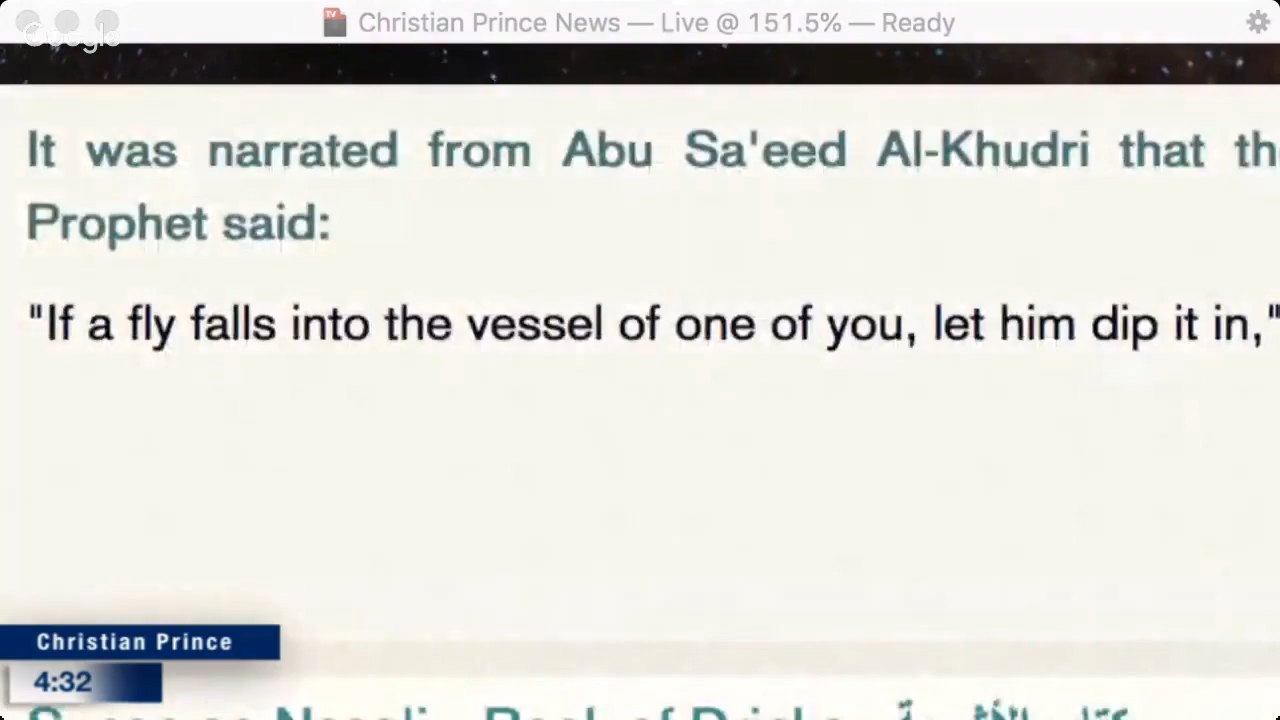 Christian Prince News — Live @ 151.5% — Ready
Google
It was narrated from Abu Sa'eed Al-Khudri that the
Prophet said:
"If a fly falls into the vessel of one of you, let him dip it in,"
Christian Prince
4:32